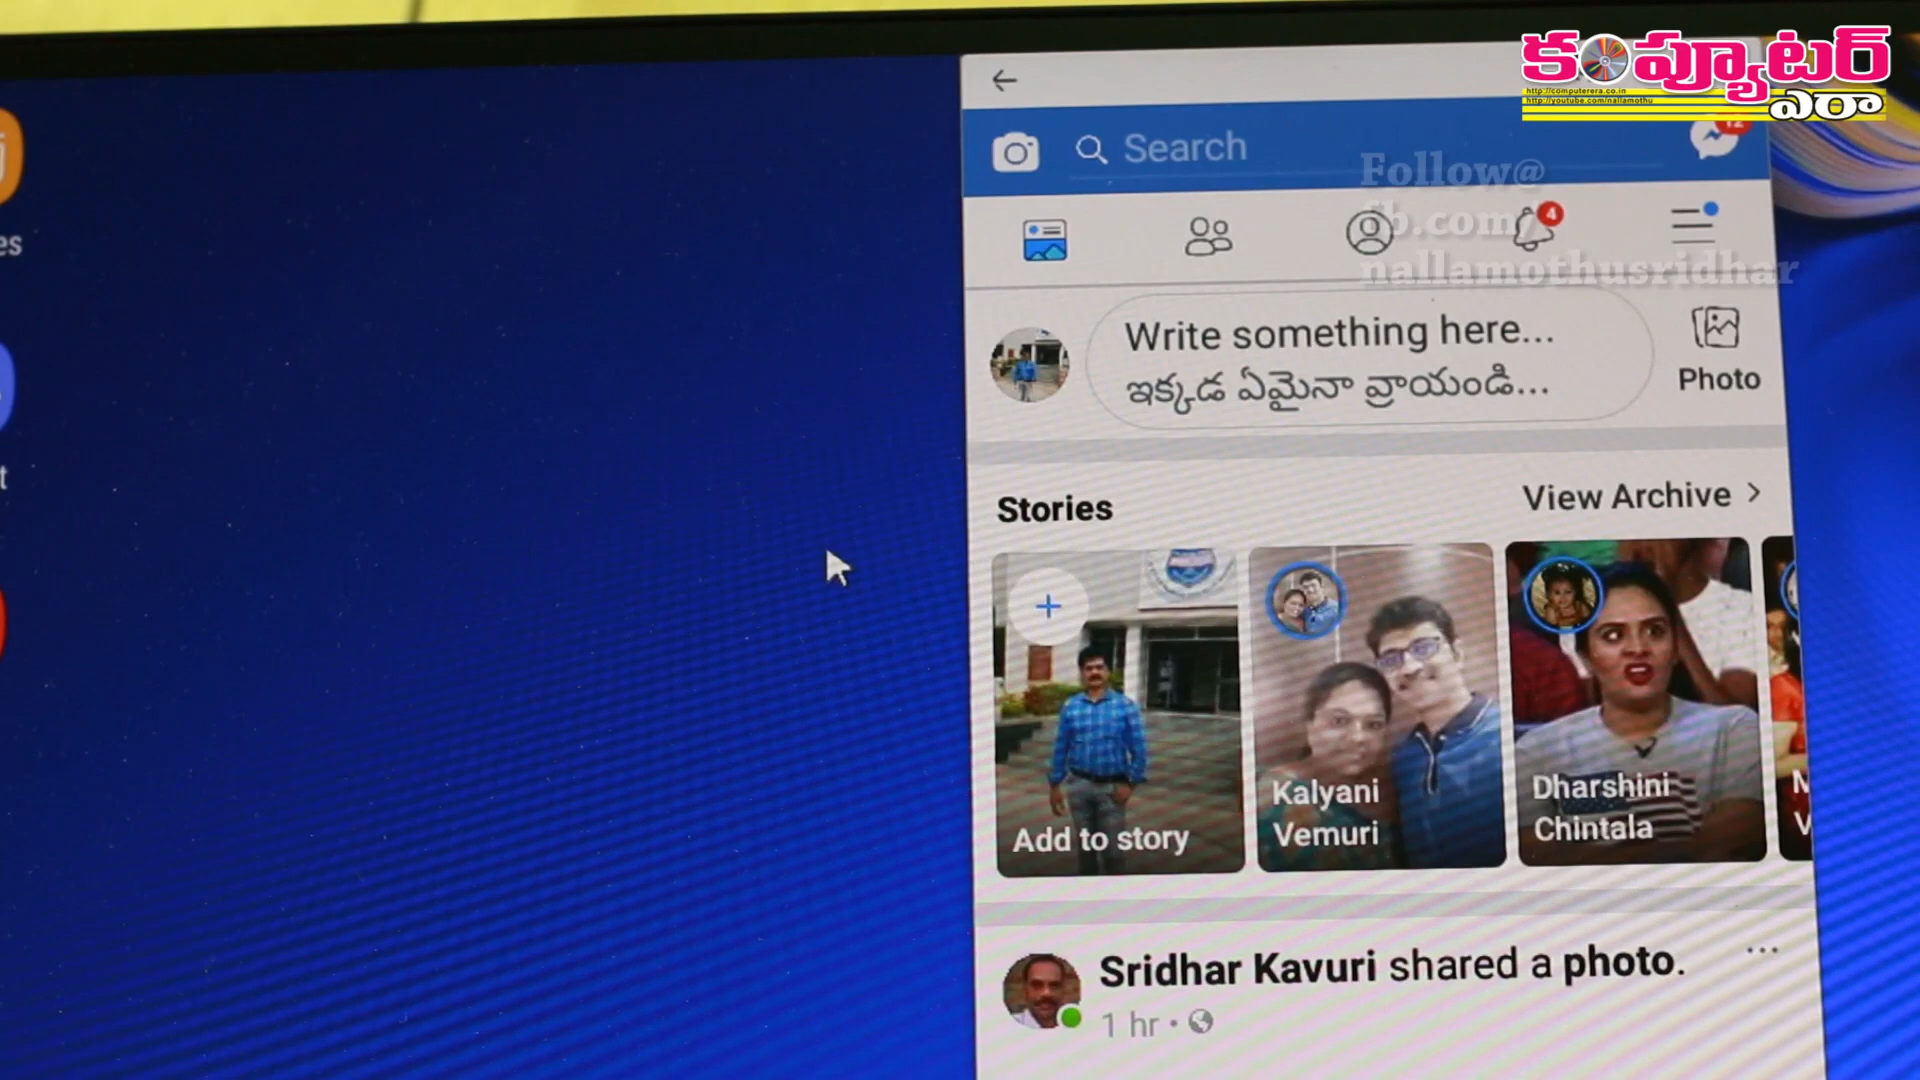 కంప్యూటర్
http://computerera.co.in
http://youtube.com/nallamothu
ఎరా
12
Search
Follow@
fb.com/
nallamothusridhar
4
es
Write something here...
ఇక్కడ ఏమైనా వ్రాయండి...
Photo
t
Stories
View Archive >
Add to story
Kalyani
Vemuri
Dharshini
Chintala
Sridhar Kavuri shared a photo.
1 hr •